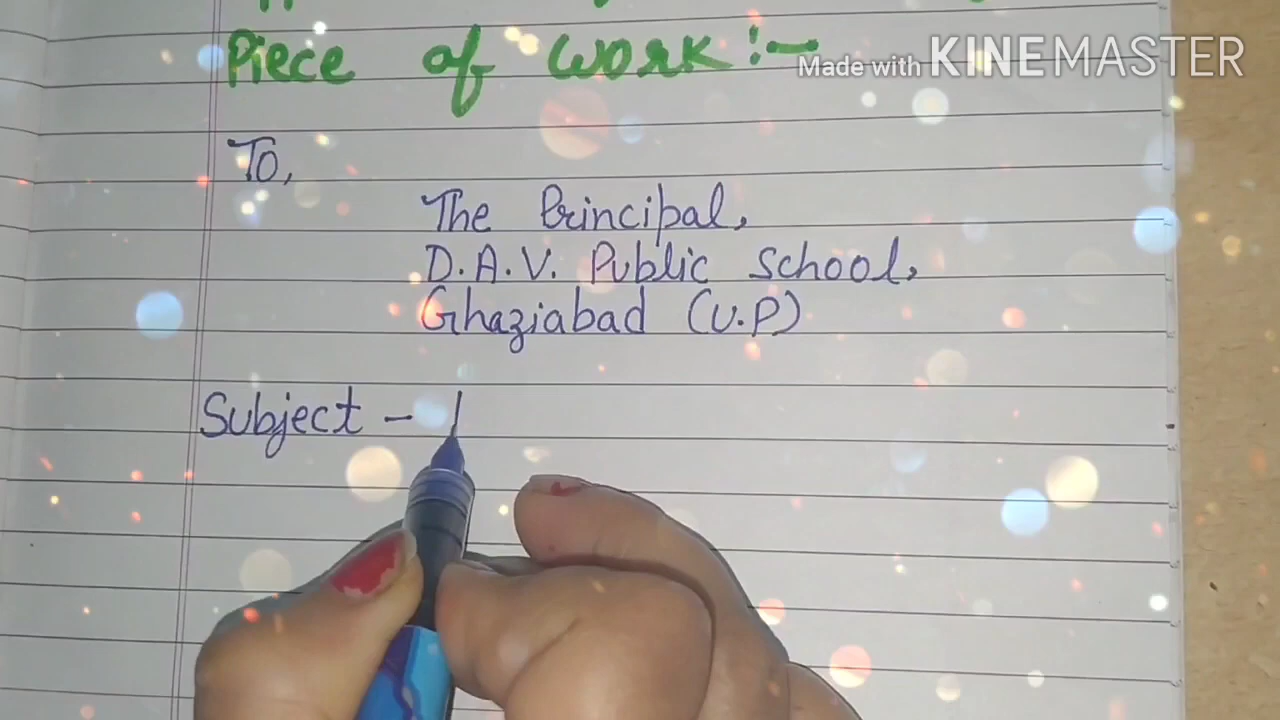 Piece of work :-
Made with KINEMASTER
To,
The Principal,
D.A.V. Public School,
Ghaziabad (U.P)
Subject -